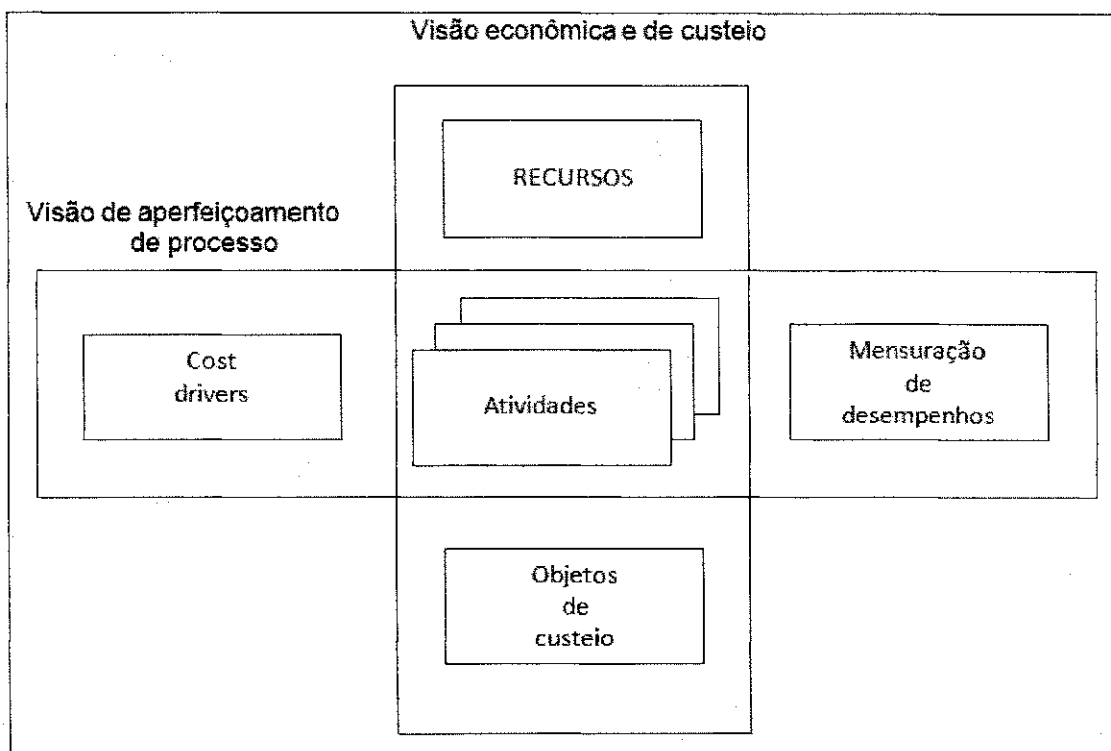 Visão econômica e de custeio
RECURSOS
Visão de aperfeiçoamento
de processo
Cost
drivers
Atividades
Mensuração
de
desempenhos
Objetos
de
custeio